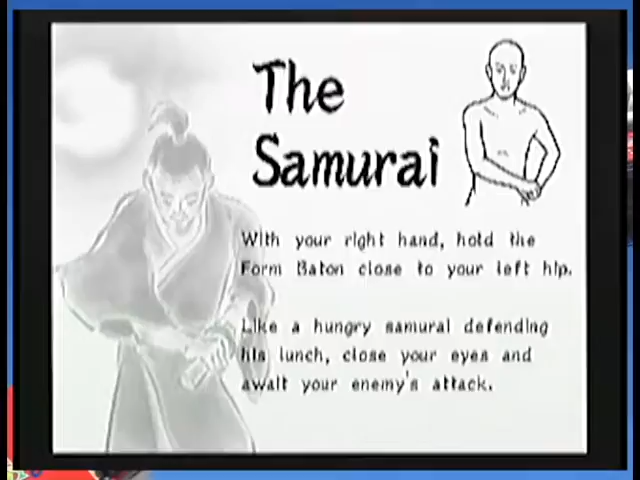 The
Samurai
With your right hand, hold the
Form Baton close to your left hip.
Like a hungry samurai defending
his lunch, close your eyes and
await your enemy's attack.